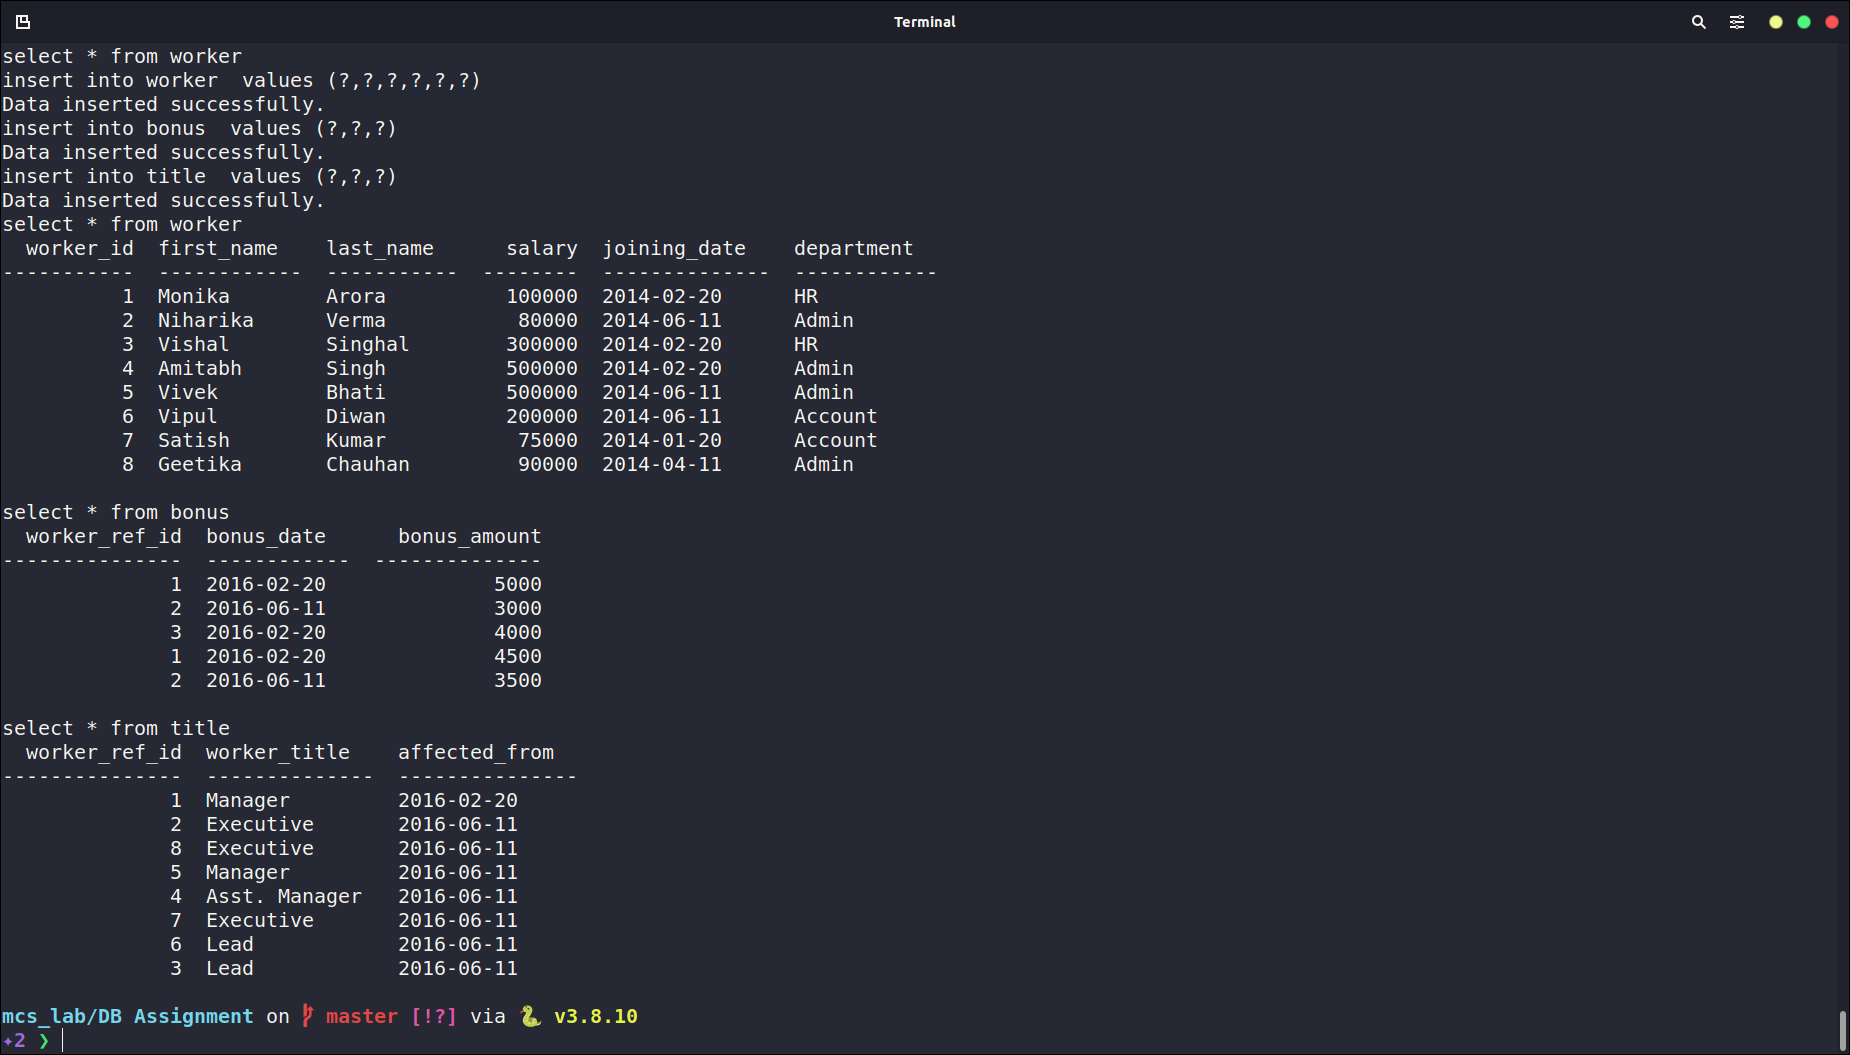 Terminal
select * from worker
insert into worker  values (?,?,?,?,?,?)
Data inserted successfully.
insert into bonus  values (?,?,?)
Data inserted successfully.
insert into title  values (?,?,?)
Data inserted successfully.
select * from worker
  worker_id  first_name    last_name      salary  joining_date    department
-----------  ------------  -----------  --------  --------------  ------------
          1  Monika        Arora          100000  2014-02-20      HR
          2  Niharika      Verma           80000  2014-06-11      Admin
          3  Vishal        Singhal        300000  2014-02-20      HR
          4  Amitabh       Singh          500000  2014-02-20      Admin
          5  Vivek         Bhati          500000  2014-06-11      Admin
          6  Vipul         Diwan          200000  2014-06-11      Account
          7  Satish        Kumar           75000  2014-01-20      Account
          8  Geetika       Chauhan         90000  2014-04-11      Admin

select * from bonus
  worker_ref_id  bonus_date      bonus_amount
---------------  ------------  --------------
              1  2016-02-20              5000
              2  2016-06-11              3000
              3  2016-02-20              4000
              1  2016-02-20              4500
              2  2016-06-11              3500

select * from title
  worker_ref_id  worker_title    affected_from
---------------  --------------  ---------------
              1  Manager         2016-02-20
              2  Executive       2016-06-11
              8  Executive       2016-06-11
              5  Manager         2016-06-11
              4  Asst. Manager   2016-06-11
              7  Executive       2016-06-11
              6  Lead            2016-06-11
              3  Lead            2016-06-11

mcs_lab/DB Assignment on master [!?] via 🐍 v3.8.10
✦2 ❯